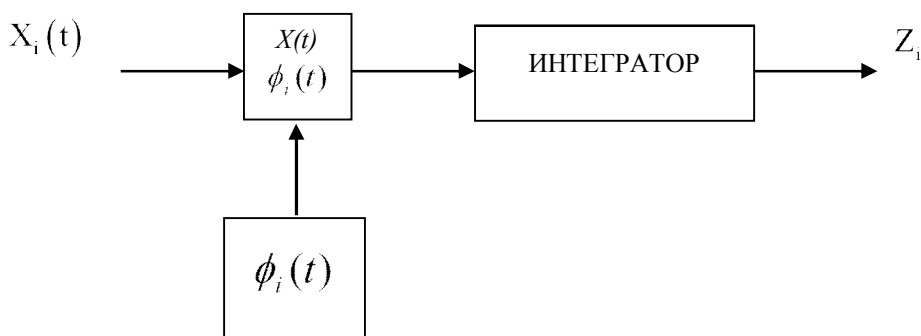 X_i(t)
X(t)
ϕ_i(t)
ИНТЕГРАТОР
Z_i
ϕ_i(t)